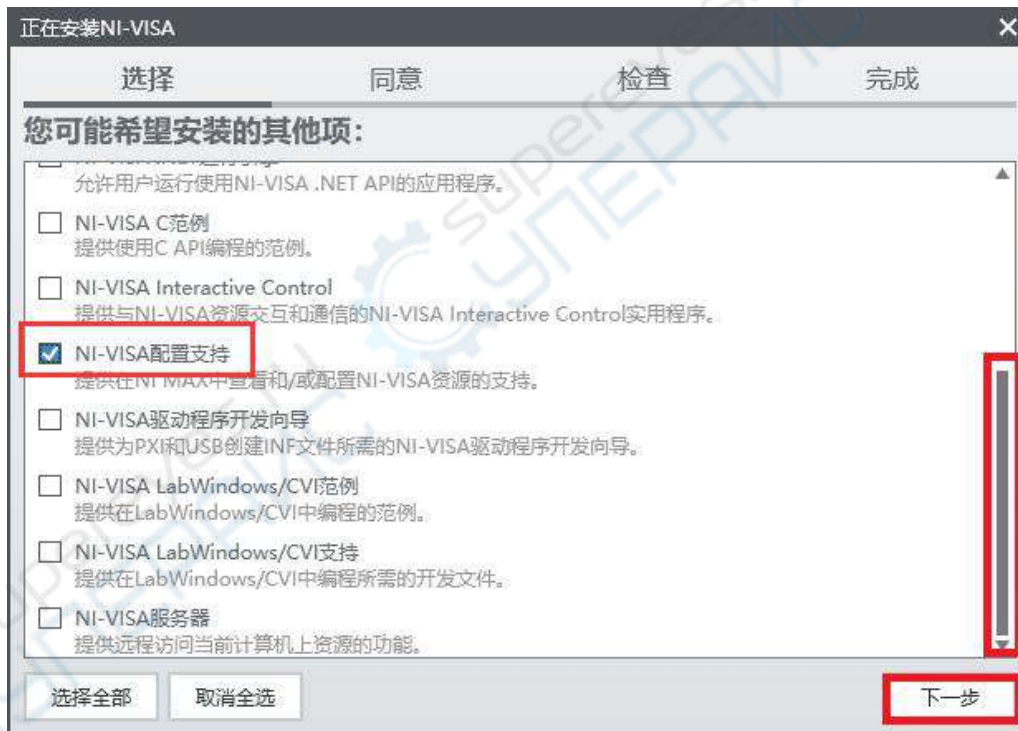 正在安装NI-VISA
选择 同意 检查 完成
您可能希望安装的其他项：
允许用户运行使用NI-VISA .NET API的应用程序。
NI-VISA C范例
提供使用C API编程的范例。
NI-VISA Interactive Control
提供与NI-VISA资源交互和通信的NI-VISA Interactive Control实用程序。
NI-VISA配置支持
提供在NI MAX中查看和/或配置NI-VISA资源的支持。
NI-VISA驱动程序开发向导
提供为PXI和USB创建INF文件所需的NI-VISA驱动程序开发向导。
NI-VISA LabWindows/CVI范例
提供在LabWindows/CVI中编程的范例。
NI-VISA LabWindows/CVI支持
提供在LabWindows/CVI中编程所需的开发文件。
NI-VISA服务器
提供远程访问当前计算机上资源的功能。
选择全部 取消全选 下一步